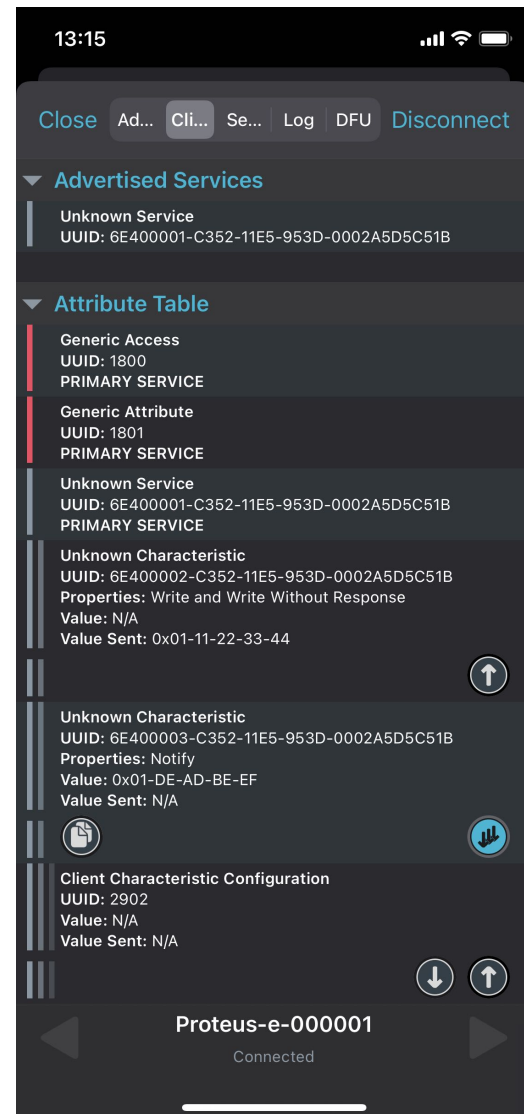 13:15
Close Ad... Cli... Se... Log DFU Disconnect
Advertised Services
Unknown Service
UUID: 6E400001-C352-11E5-953D-0002A5D5C51B
Attribute Table
Generic Access
UUID: 1800
PRIMARY SERVICE
Generic Attribute
UUID: 1801
PRIMARY SERVICE
Unknown Service
UUID: 6E400001-C352-11E5-953D-0002A5D5C51B
PRIMARY SERVICE
Unknown Characteristic
UUID: 6E400002-C352-11E5-953D-0002A5D5C51B
Properties: Write and Write Without Response
Value: N/A
Value Sent: 0x01-11-22-33-44
Unknown Characteristic
UUID: 6E400003-C352-11E5-953D-0002A5D5C51B
Properties: Notify
Value: 0x01-DE-AD-BE-EF
Value Sent: N/A
Client Characteristic Configuration
UUID: 2902
Value: N/A
Value Sent: N/A
Proteus-e-000001
Connected